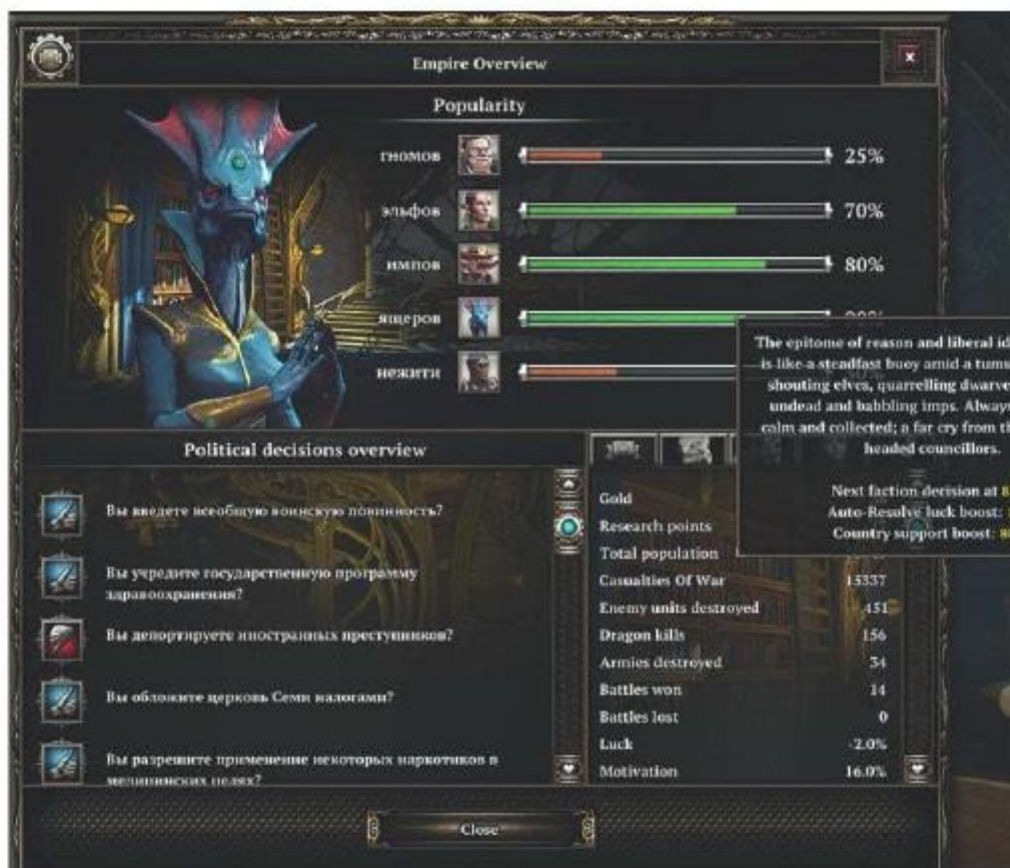 Empire Overview
Popularity
гномов 25%
эльфов 70%
импов 80%
ящеров
нежити
The epitome of reason and liberal
is like a steadfast buoy amid a
shouting elves, quarrelling
undead and babbling imps.
calm and collected; a far cry from
headed councillors.
Next faction decision at
Auto-Resolve luck boost:
Country support boost:
Political decisions overview
Вы введете всеобщую воинскую повинность?
Вы учредите государственную программу
здравоохранения?
Вы депортируете иностранных преступников?
Вы обложите церковь Семи налогами?
Вы разрешите применение некоторых наркотиков в
медицинских целях?
Gold
Research points
Total population
Casualties Of War 15337
Enemy units destroyed 451
Dragon kills 156
Armies destroyed 34
Battles won 14
Battles lost 0
Luck -2.0%
Motivation 16.0%
Close